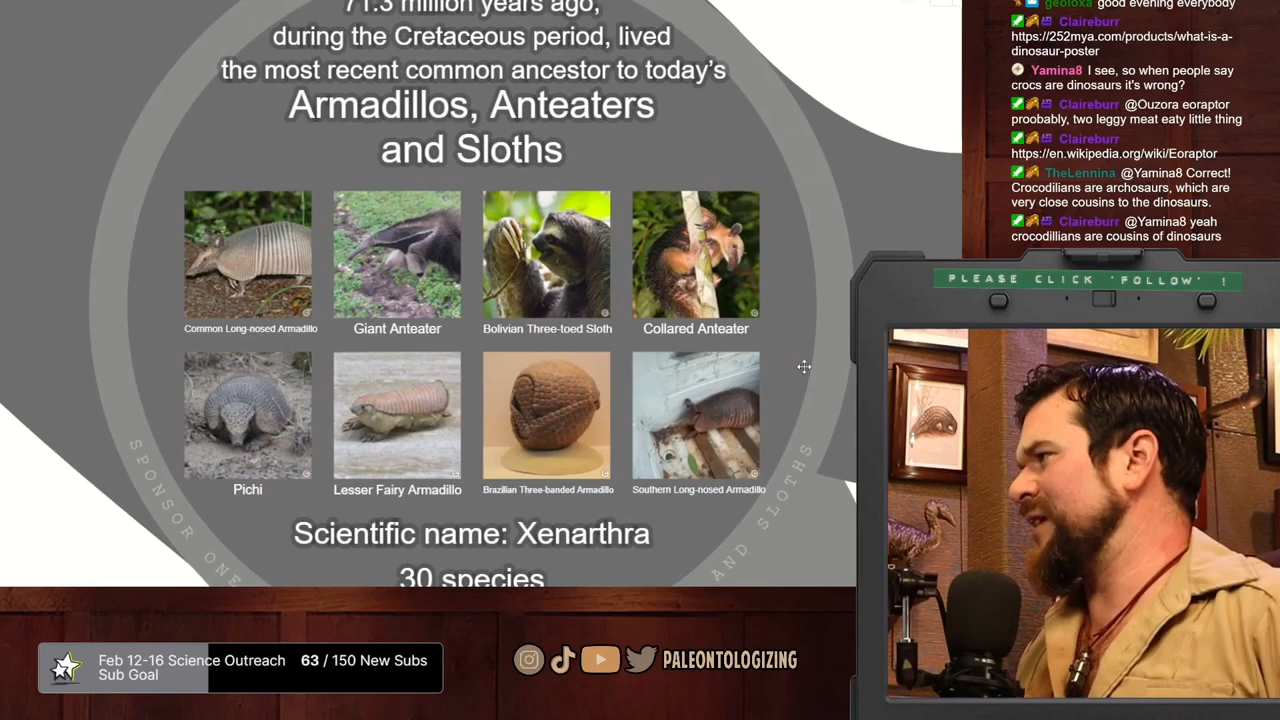 71.3 million years ago,
during the Cretaceous period, lived
the most recent common ancestor to today's
Armadillos, Anteaters
and Sloths
Common Long-nosed Armadillo
Giant Anteater
Bolivian Three-toed Sloth
Collared Anteater
Pichi
Lesser Fairy Armadillo
Brazilian Three-banded Armadillo
Southern Long-nosed Armadillo
Scientific name: Xenarthra
30 species
SPONSOR ONE
AND SLOTHS
geoloxa good evening everybody
Claireburr
https://252mya.com/products/what-is-a-
dinosaur-poster
Yamina8 I see, so when people say
crocs are dinosaurs it's wrong?
Claireburr @Ouzora eoraptor
proobably, two leggy meat eaty little thing
Claireburr
https://en.wikipedia.org/wiki/Eoraptor
TheLennina @Yamina8 Correct!
Crocodilians are archosaurs, which are
very close cousins to the dinosaurs.
Claireburr @Yamina8 yeah
crocodillians are cousins of dinosaurs
PLEASE CLICK "FOLLOW" !
Feb 12-16 Science Outreach 63 / 150 New Subs
Sub Goal
PALEONTOLOGIZING